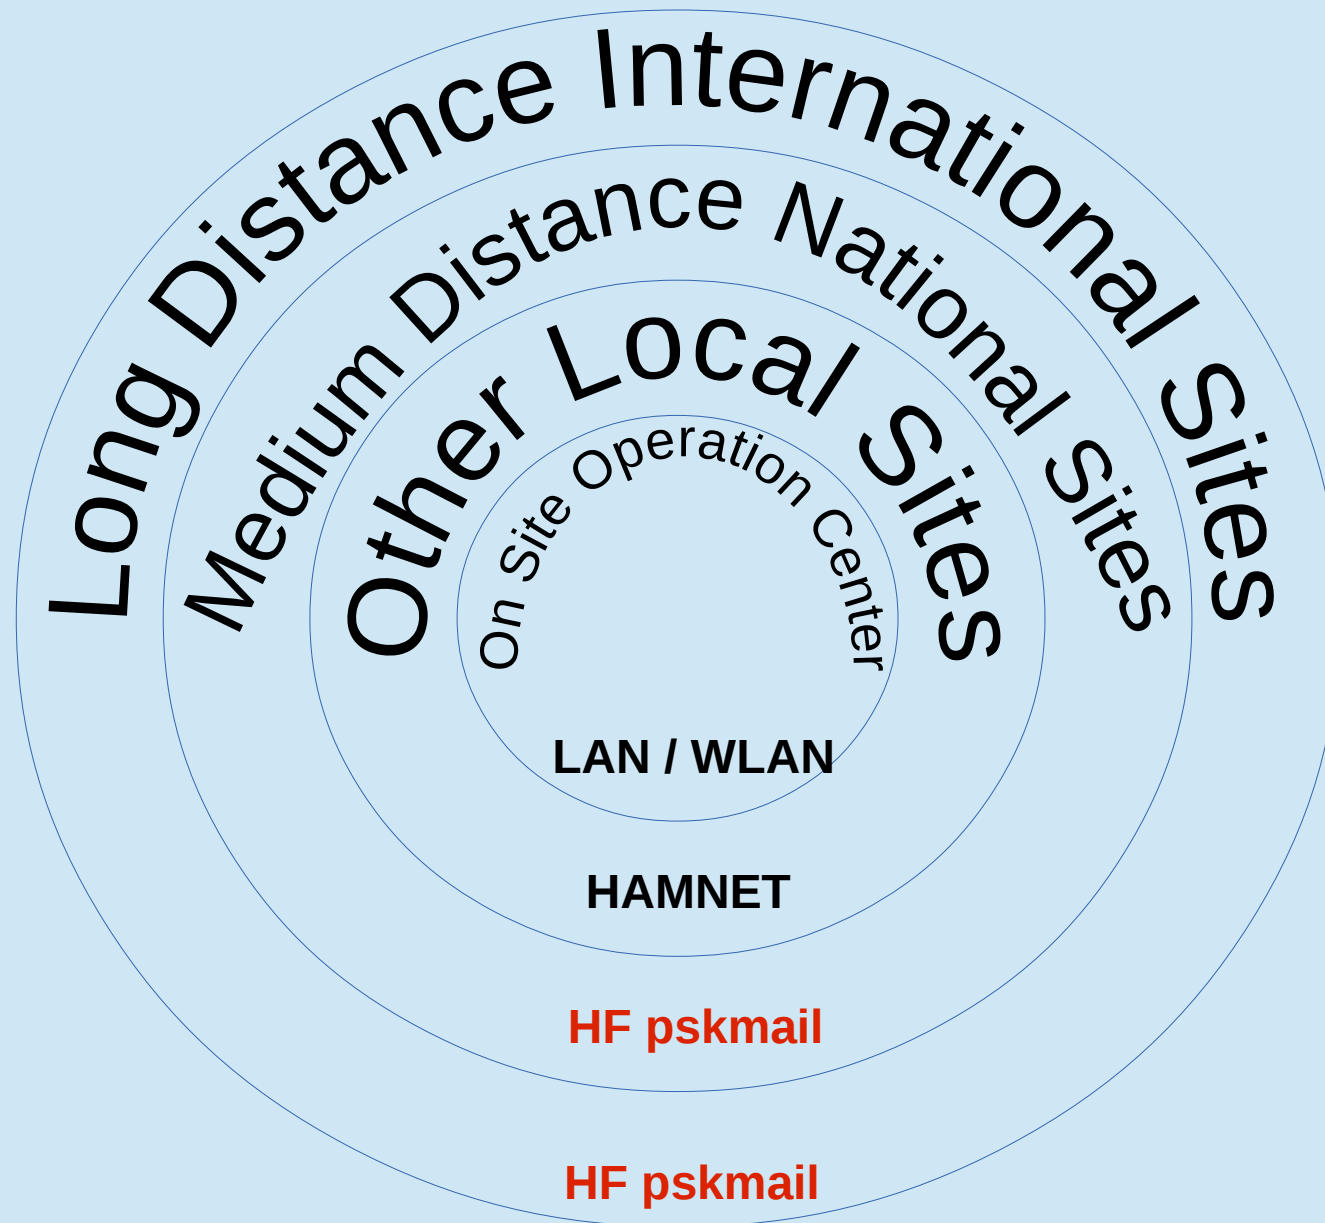 Long Distance International Sites
Medium Distance National Sites
Other Local Sites
On Site Operation Center
LAN / WLAN
HAMNET
HF pskmail
HF pskmail